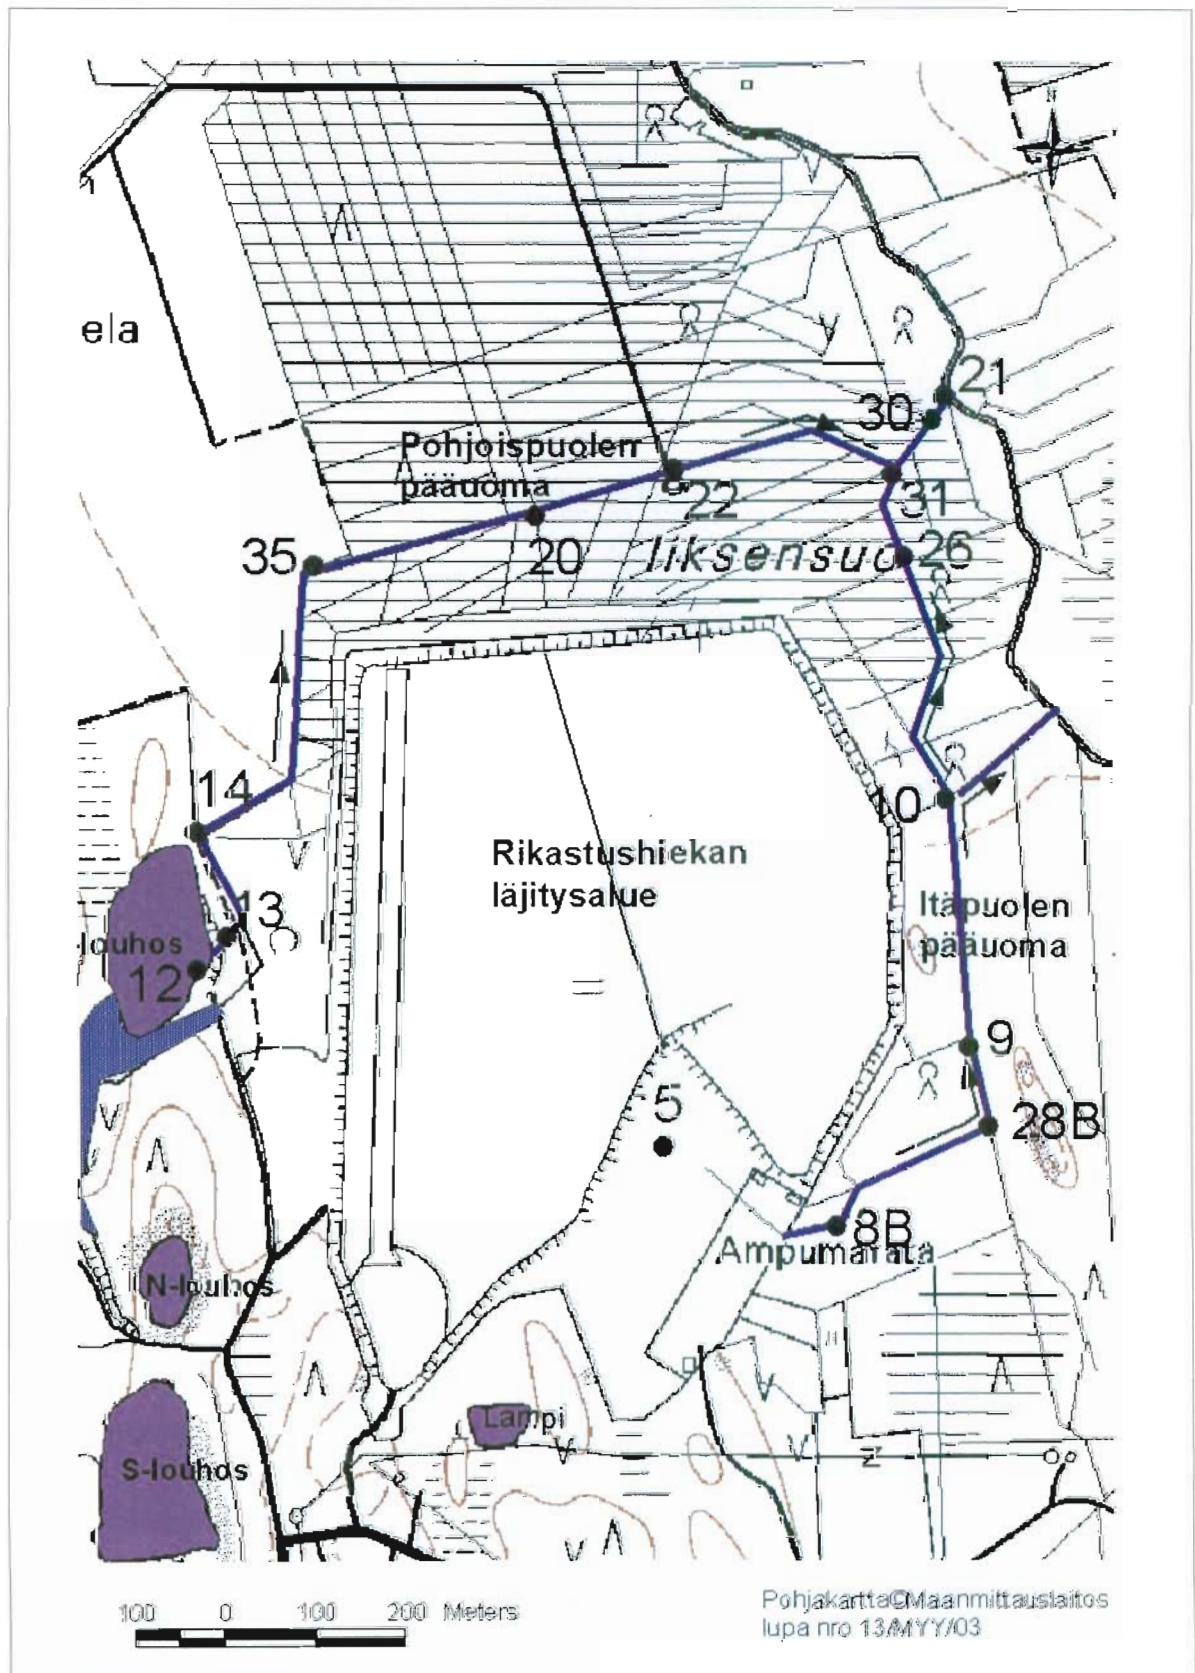 N
ela
21
30
Pohjoispuolen
pääuoma
22
31
35
20
Iiksensuo
26
14
10
Rikastushiekan
läjitysalue
13
Itäpuolen
pääuoma
-louhos
12
9
5
28B
8B
Ampumarata
N-louhos
Lampi
S-louhos
100 0 100 200 Meters
Pohjakartta©Maanmittauslaitos
lupa nro 13/MYY/03